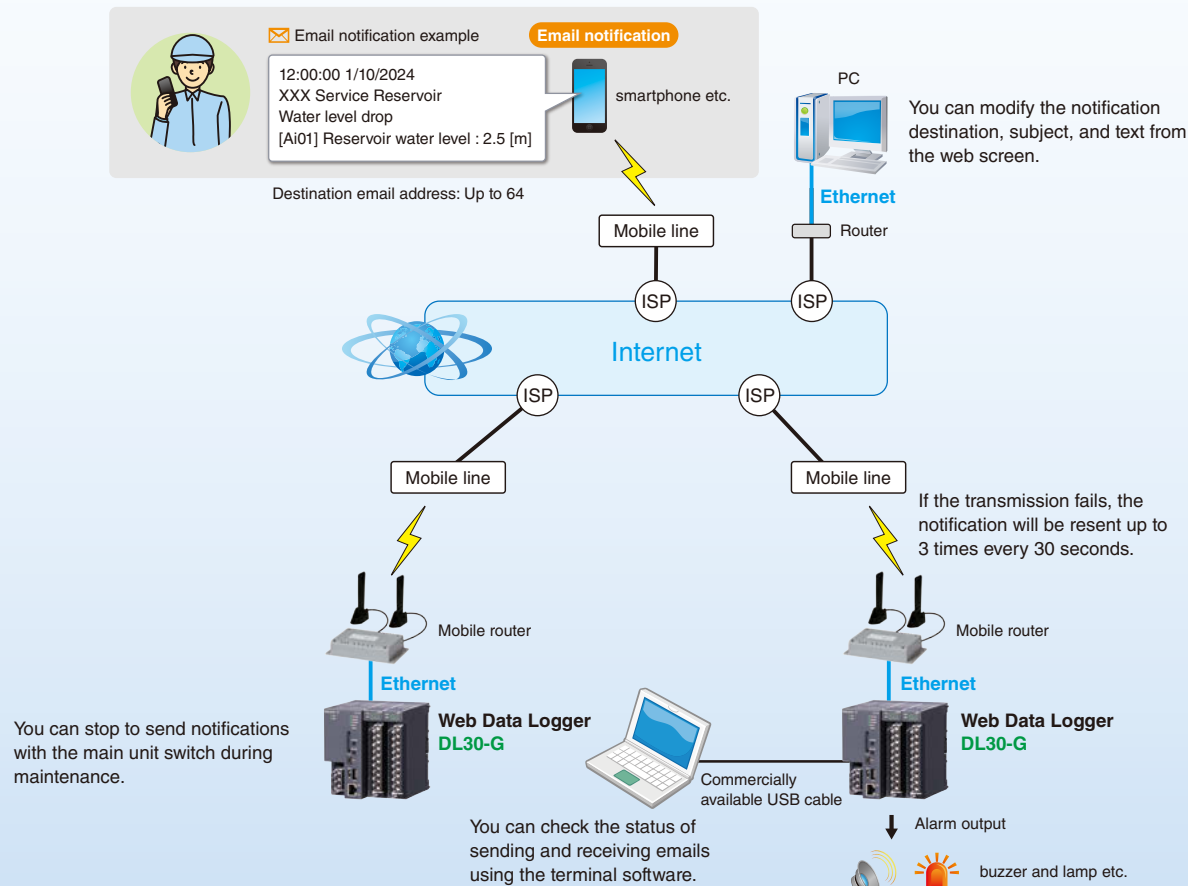 Email notification example
Email notification
12:00:00 1/10/2024
XXX Service Reservoir
Water level drop
[Ai01] Reservoir water level : 2.5 [m]
smartphone etc.
Destination email address: Up to 64
PC
You can modify the notification
destination, subject, and text from
the web screen.
Ethernet
Router
Mobile line
ISP
ISP
Internet
ISP
ISP
Mobile line
Mobile line
If the transmission fails, the
notification will be resent up to
3 times every 30 seconds.
Mobile router
Mobile router
Ethernet
Ethernet
You can stop to send notifications
with the main unit switch during
maintenance.
Web Data Logger
DL30-G
Web Data Logger
DL30-G
Commercially
available USB cable
You can check the status of
sending and receiving emails
using the terminal software.
Alarm output
buzzer and lamp etc.